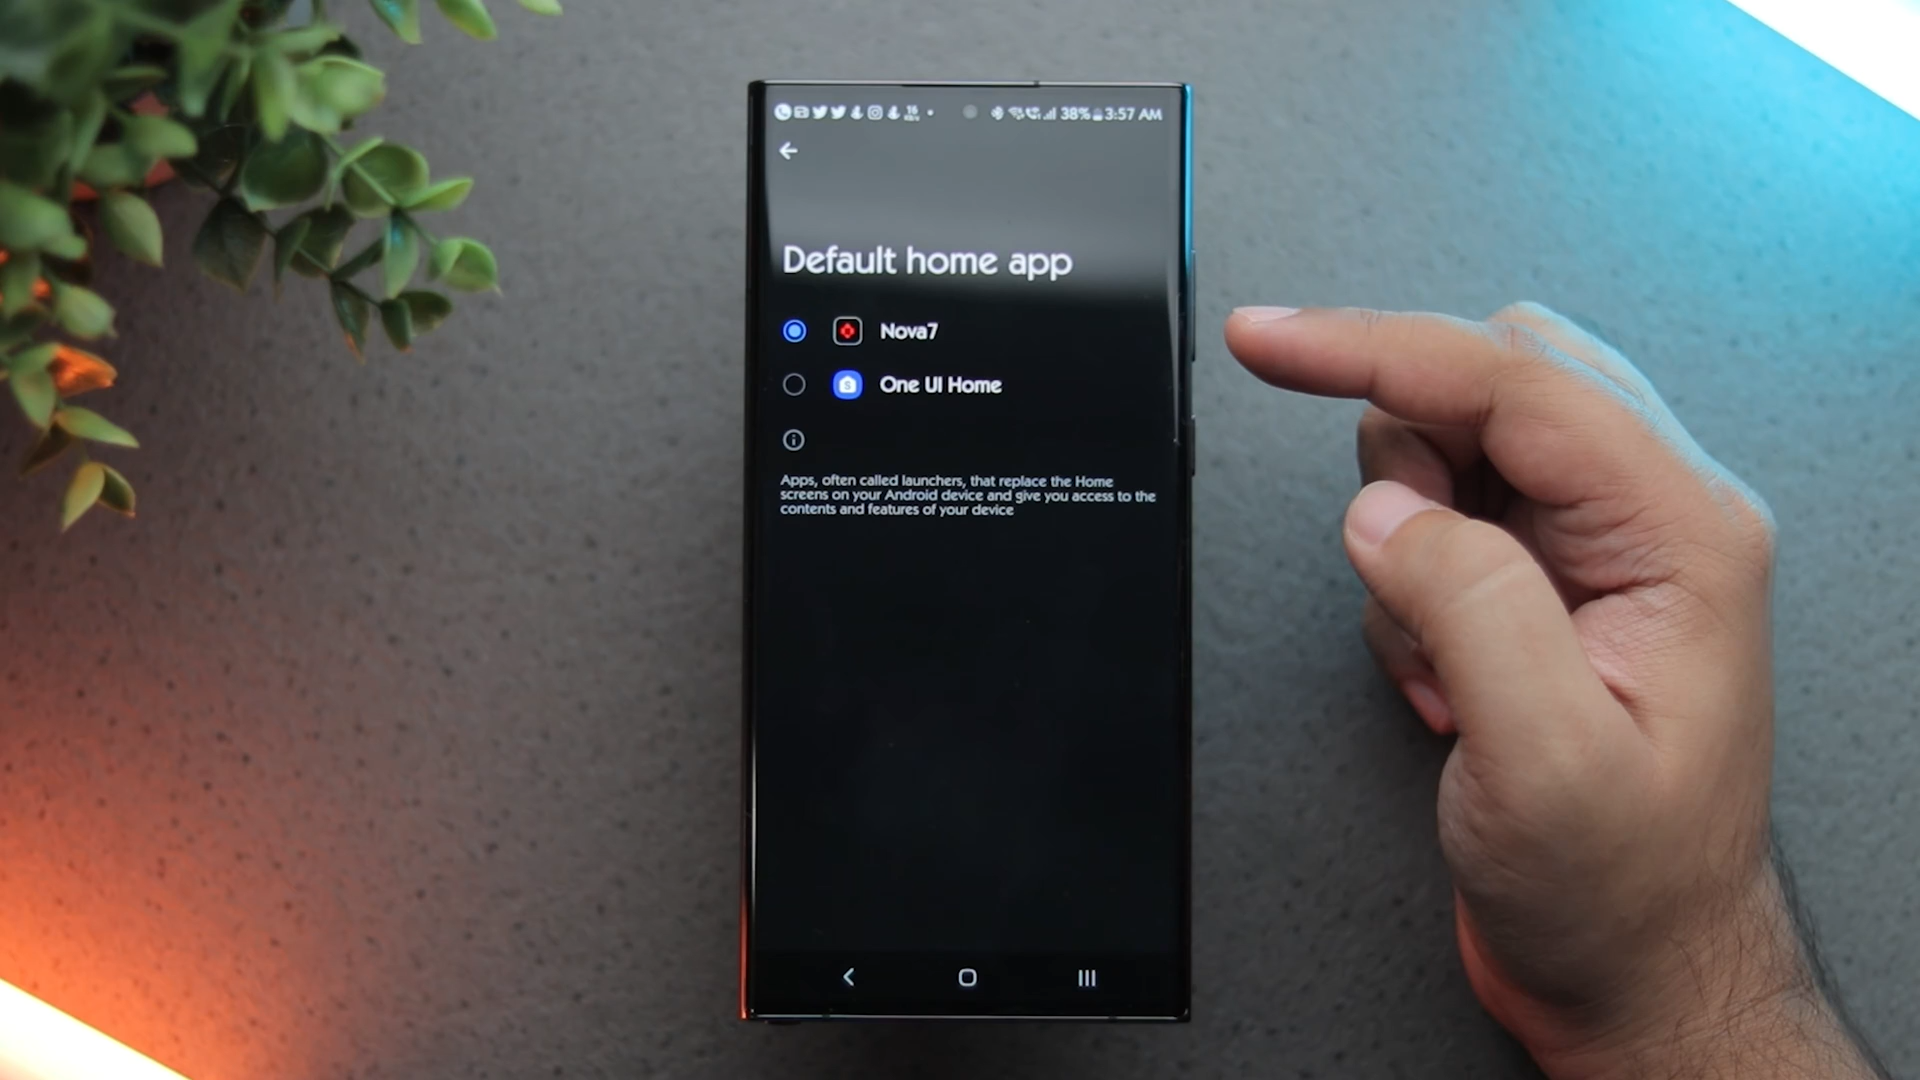 38% 3:57 AM
Default home app
Nova7
One UI Home
Apps, often called launchers, that replace the Home
screens on your Android device and give you access to the
contents and features of your device